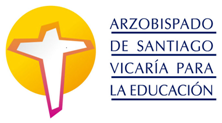 ARZOBISPADO
DE SANTIAGO
VICARÍA PARA
LA EDUCACIÓN